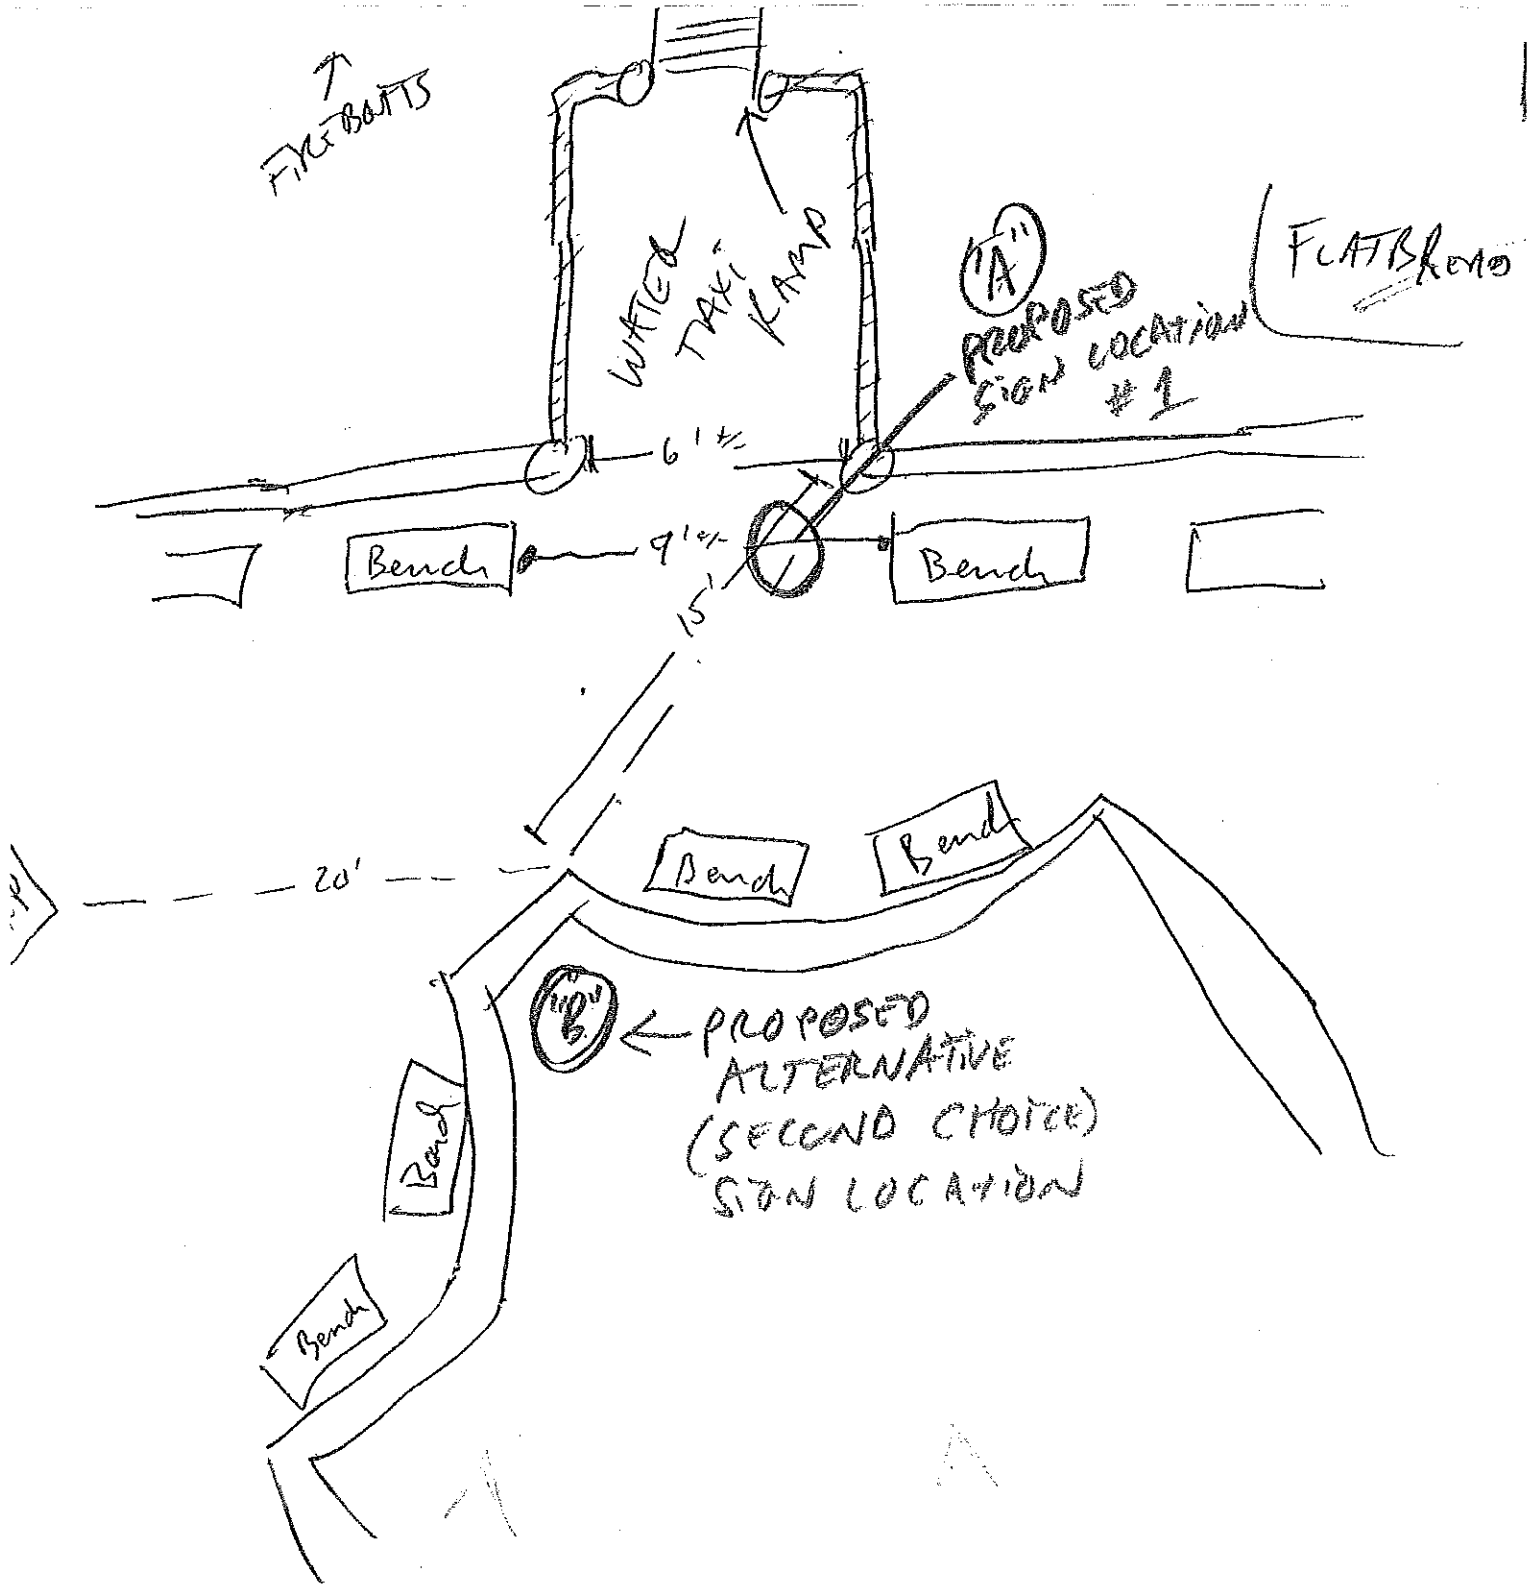 FIREBOATS
WATER
TAXI
RAMP
"A"
PROPOSED
SIGN LOCATION
# 1
FLATBREAD
6' +/-
Bench
9' +/-
Bench
15'
20'
Bench
Bench
"B"
PROPOSED
ALTERNATIVE
(SECOND CHOICE)
SIGN LOCATION
Bench
Bench